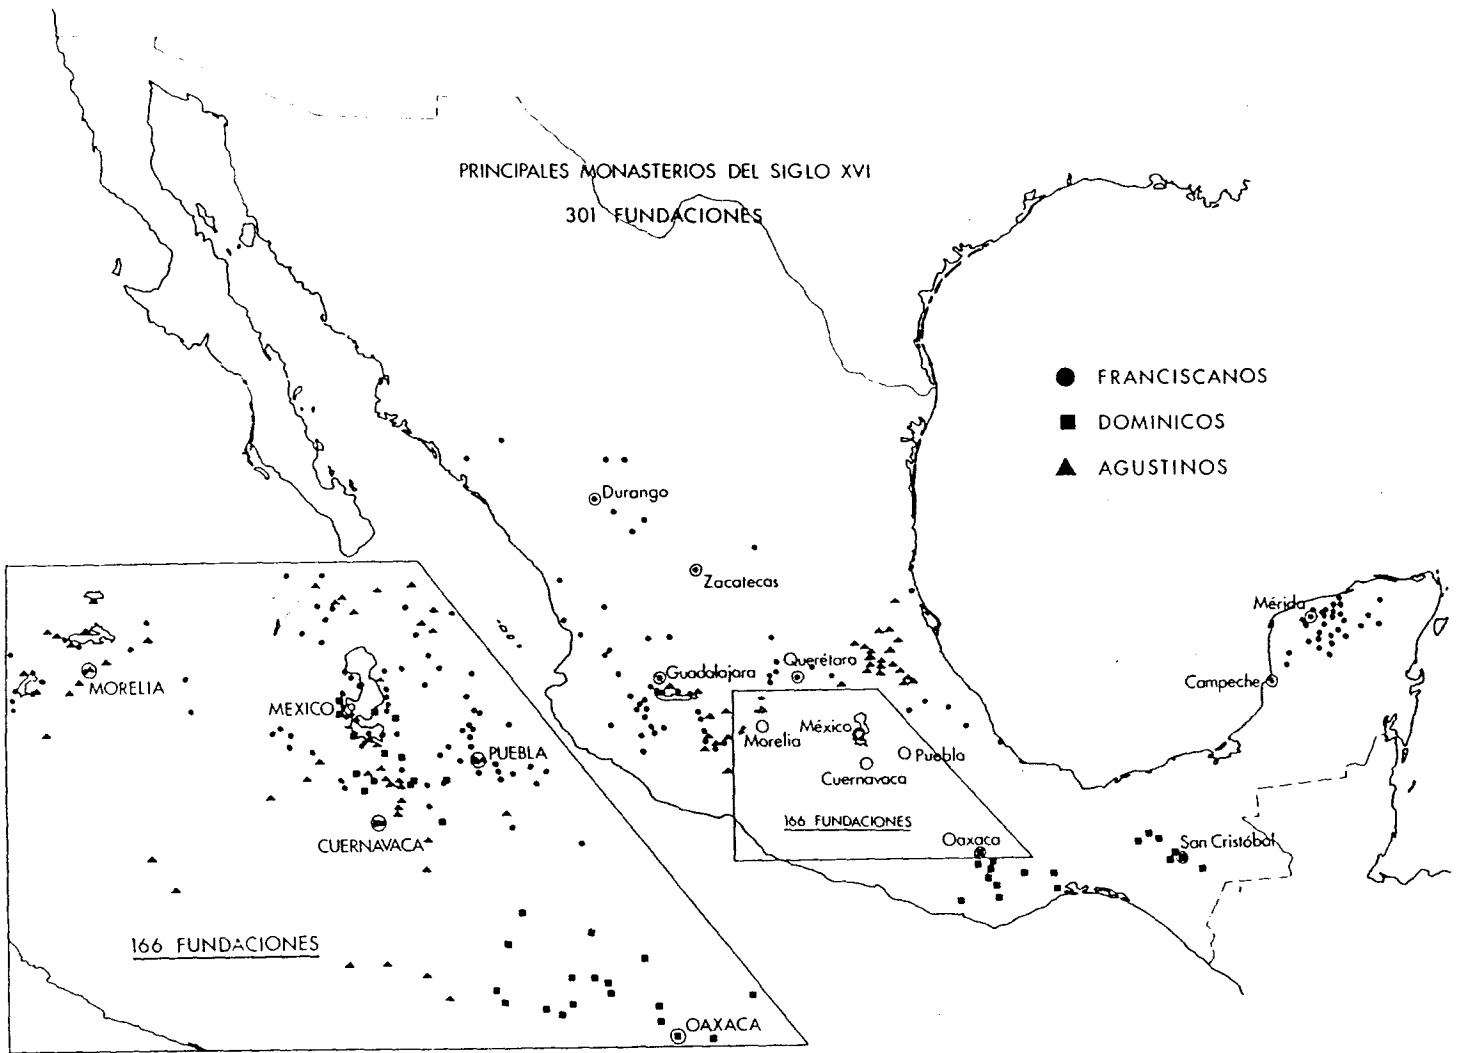 PRINCIPALES MONASTERIOS DEL SIGLO XVI
301 FUNDACIONES
FRANCISCANOS
DOMINICOS
AGUSTINOS
Durango
Zacatecas
Mérida
Guadalajara
Querétaro
Campeche
Morelia
México
Puebla
Cuernavaca
166 FUNDACIONES
Oaxaca
San Cristóbal
MORELIA
MEXICO
PUEBLA
CUERNAVACA
166 FUNDACIONES
OAXACA